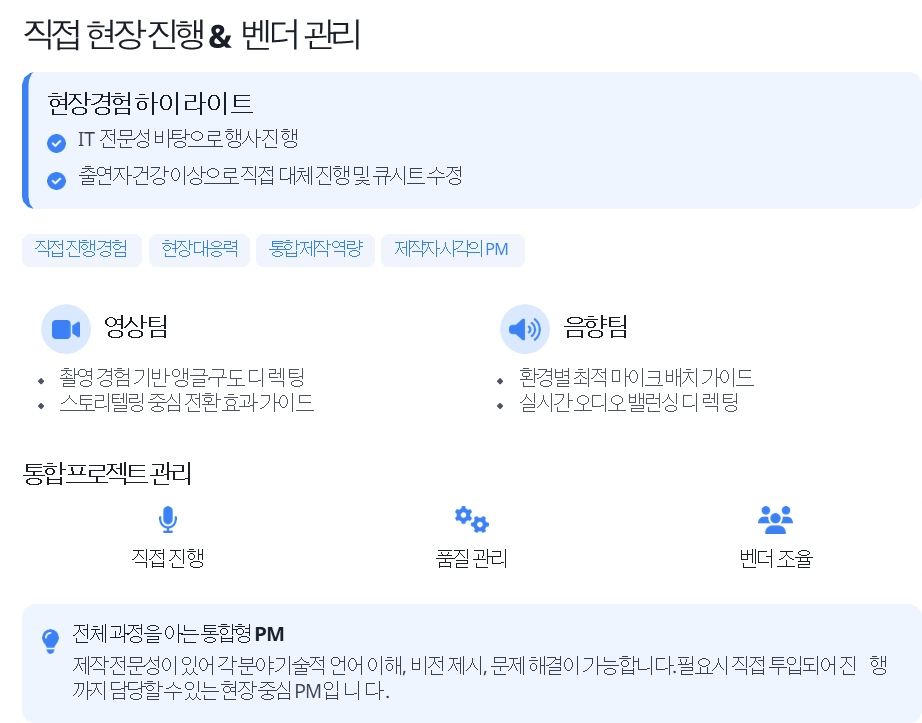 직접 현장 진행 & 벤더 관리
현장경험 하이라이트
IT 전문성 바탕으로 행사 진행
출연자 건강 이상으로 직접 대체 진행 및 큐시트 수정
직접 진행 경험
현장 대응력
통합 제작 역량
제작자 시각의 PM
영상팀
음향팀
• 촬영 경험 기반 앵글·구도 디렉팅
• 스토리텔링 중심 전환 효과 가이드
• 환경별 최적 마이크 배치 가이드
• 실시간 오디오 밸런싱 디렉팅
통합 프로젝트 관리
직접 진행
품질 관리
벤더 조율
전체 과정을 아는 통합형 PM
제작 전문성이 있어 각 분야 기술적 언어 이해, 비전 제시, 문제 해결이 가능합니다. 필요시 직접 투입되어 진행
까지 담당할 수 있는 현장 중심 PM입니다.